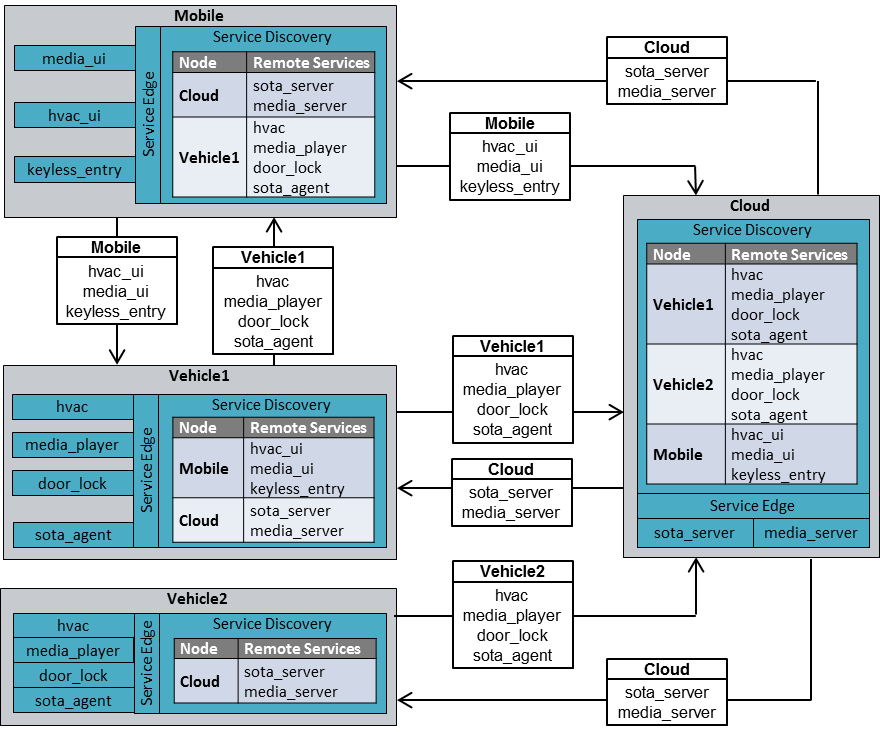 Mobile
media_ui
hvac_ui
keyless_entry
Service Edge
Service Discovery
Node Remote Services
Cloud
sota_server
media_server
Vehicle1
hvac
media_player
door_lock
sota_agent
Cloud
sota_server
media_server
Mobile
hvac_ui
media_ui
keyless_entry
Mobile
hvac_ui
media_ui
keyless_entry
Vehicle1
hvac
media_player
door_lock
sota_agent
Cloud
Service Discovery
Node Remote Services
Vehicle1
hvac
media_player
door_lock
sota_agent
Vehicle2
hvac
media_player
door_lock
sota_agent
Mobile
hvac_ui
media_ui
keyless_entry
Service Edge
sota_server media_server
Vehicle1
hvac
media_player
door_lock
sota_agent
Service Edge
Service Discovery
Node Remote Services
Mobile
hvac_ui
media_ui
keyless_entry
Cloud
sota_server
media_server
Vehicle1
hvac
media_player
door_lock
sota_agent
Cloud
sota_server
media_server
Vehicle2
hvac
media_player
door_lock
sota_agent
Service Edge
Service Discovery
Node Remote Services
Cloud
sota_server
media_server
Vehicle2
hvac
media_player
door_lock
sota_agent
Cloud
sota_server
media_server